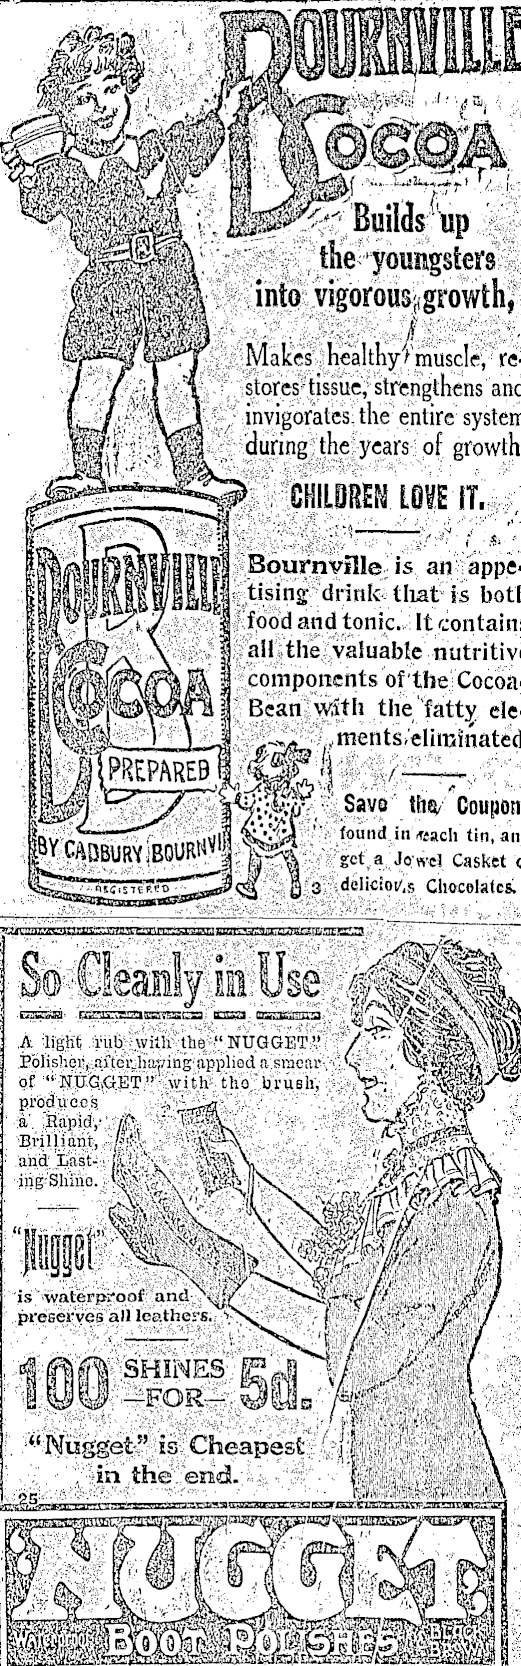 BOURNVILLE
COCOA
Builds up
the youngsters
into vigorous growth,
Makes healthy muscle, re-
stores tissue, strengthens and
invigorates the entire system
during the years of growth
CHILDREN LOVE IT.
Bournville is an appe-
tising drink that is both
food and tonic. It contains
all the valuable nutritive
components of the Cocoa-
Bean with the fatty ele-
ments eliminated
Save the Coupon
found in each tin, an
get a Jewel Casket o
delicious Chocolates.
3
BOURNVILLE
COCOA
PREPARED
BY CADBURY, BOURNVI
REGISTERED
So Cleanly in Use
A light rub with the "NUGGET"
Polisher, after having applied a smear
of "NUGGET" with the brush,
produces
a Rapid,
Brilliant,
and Last-
ing Shine.
"Nugget"
is waterproof and
preserves all leathers.
100 SHINES
—FOR— 5d.
"Nugget" is Cheapest
in the end.
25
'NUGGET'
WATERPROOF BOOT POLISHES BLACK
BROWN